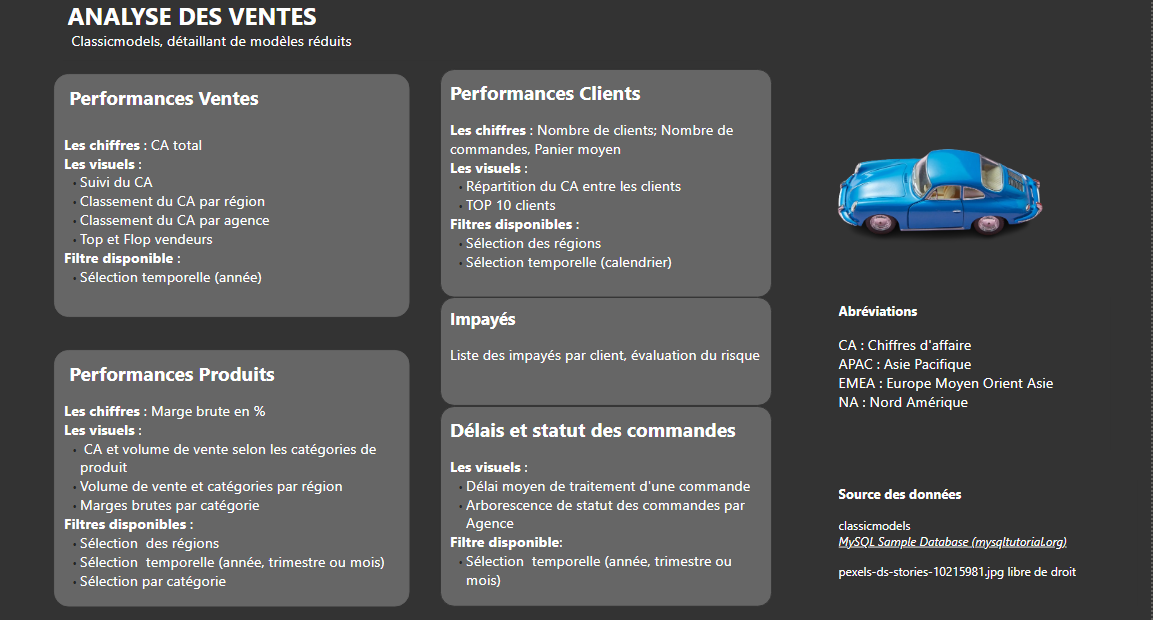 ANALYSE DES VENTES
Classicmodels, détaillant de modèles réduits
Performances Ventes
Les chiffres : CA total
Les visuels :
• Suivi du CA
• Classement du CA par région
• Classement du CA par agence
• Top et Flop vendeurs
Filtre disponible :
• Sélection temporelle (année)
Performances Produits
Les chiffres : Marge brute en %
Les visuels :
• CA et volume de vente selon les catégories de
produit
• Volume de vente et catégories par région
• Marges brutes par catégorie
Filtres disponibles :
• Sélection des régions
• Sélection temporelle (année, trimestre ou mois)
• Sélection par catégorie
Performances Clients
Les chiffres : Nombre de clients; Nombre de
commandes, Panier moyen
Les visuels :
• Répartition du CA entre les clients
• TOP 10 clients
Filtres disponibles :
• Sélection des régions
• Sélection temporelle (calendrier)
Impayés
Liste des impayés par client, évaluation du risque
Délais et statut des commandes
Les visuels :
• Délai moyen de traitement d'une commande
• Arborescence de statut des commandes par
Agence
Filtre disponible:
• Sélection temporelle (année, trimestre ou
mois)
Abréviations
CA : Chiffres d'affaire
APAC : Asie Pacifique
EMEA : Europe Moyen Orient Asie
NA : Nord Amérique
Source des données
classicmodels
MySQL Sample Database (mysqltutorial.org)
pexels-ds-stories-10215981.jpg libre de droit